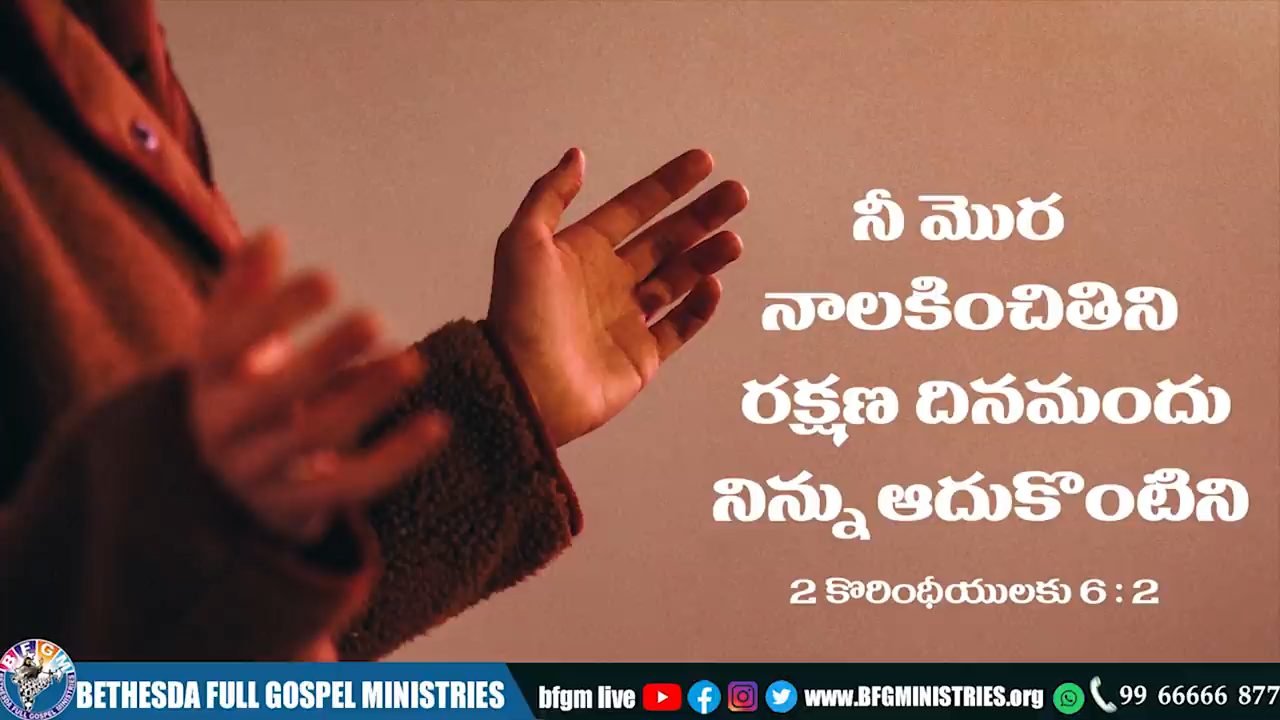 నీ మొర
నాలకించితిని
రక్షణ దినమందు
నిన్ను ఆదుకొంటిని
2 కొరింథీయులకు 6 : 2
BFGM
BETHESDA FULL GOSPEL MINISTRIES bfgm live www.BFGMINISTRIES.org 99 66666 877